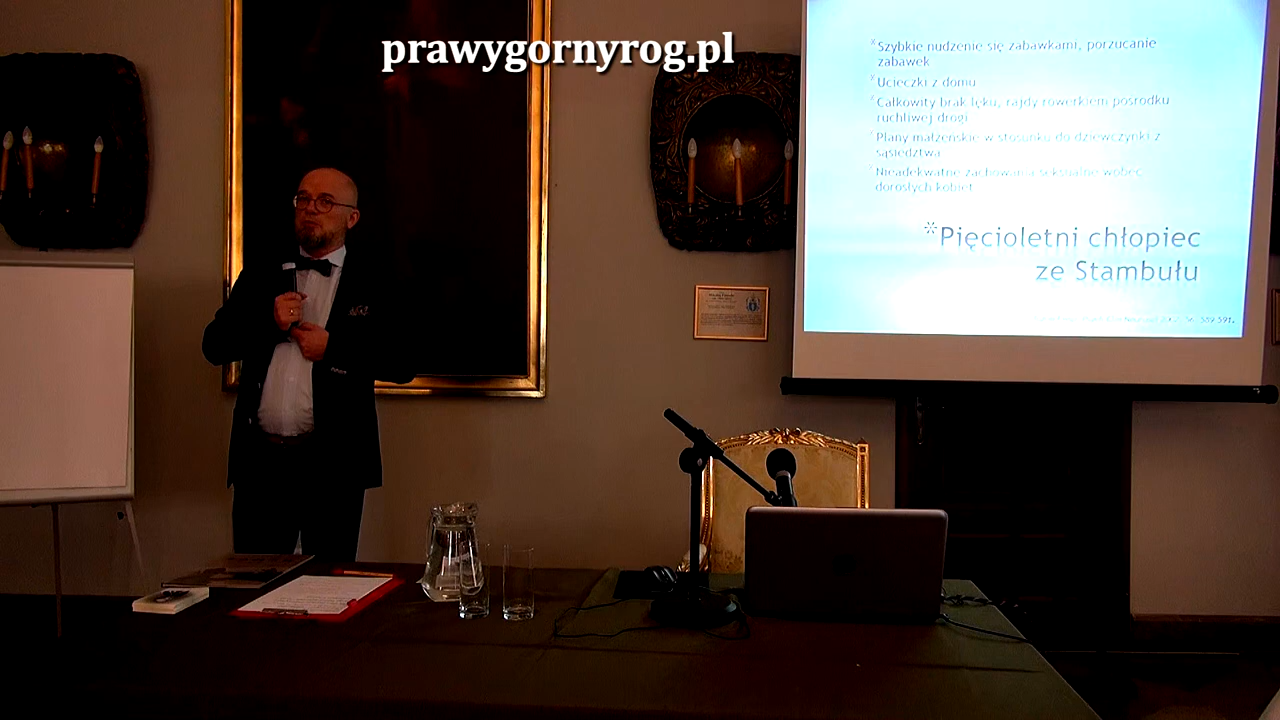 prawygornyrog.pl
*Szybkie nudzenie się zabawkami, porzucanie
zabawek
*Ucieczki z domu
*Całkowity brak lęku, rajdy rowerkiem pośrodku
ruchliwej drogi
*Plany małżeńskie w stosunku do dziewczynki z
sąsiedztwa
*Nieadekwatne zachowania seksualne wobec
dorosłych kobiet
*Pięcioletni chłopiec
ze Stambułu